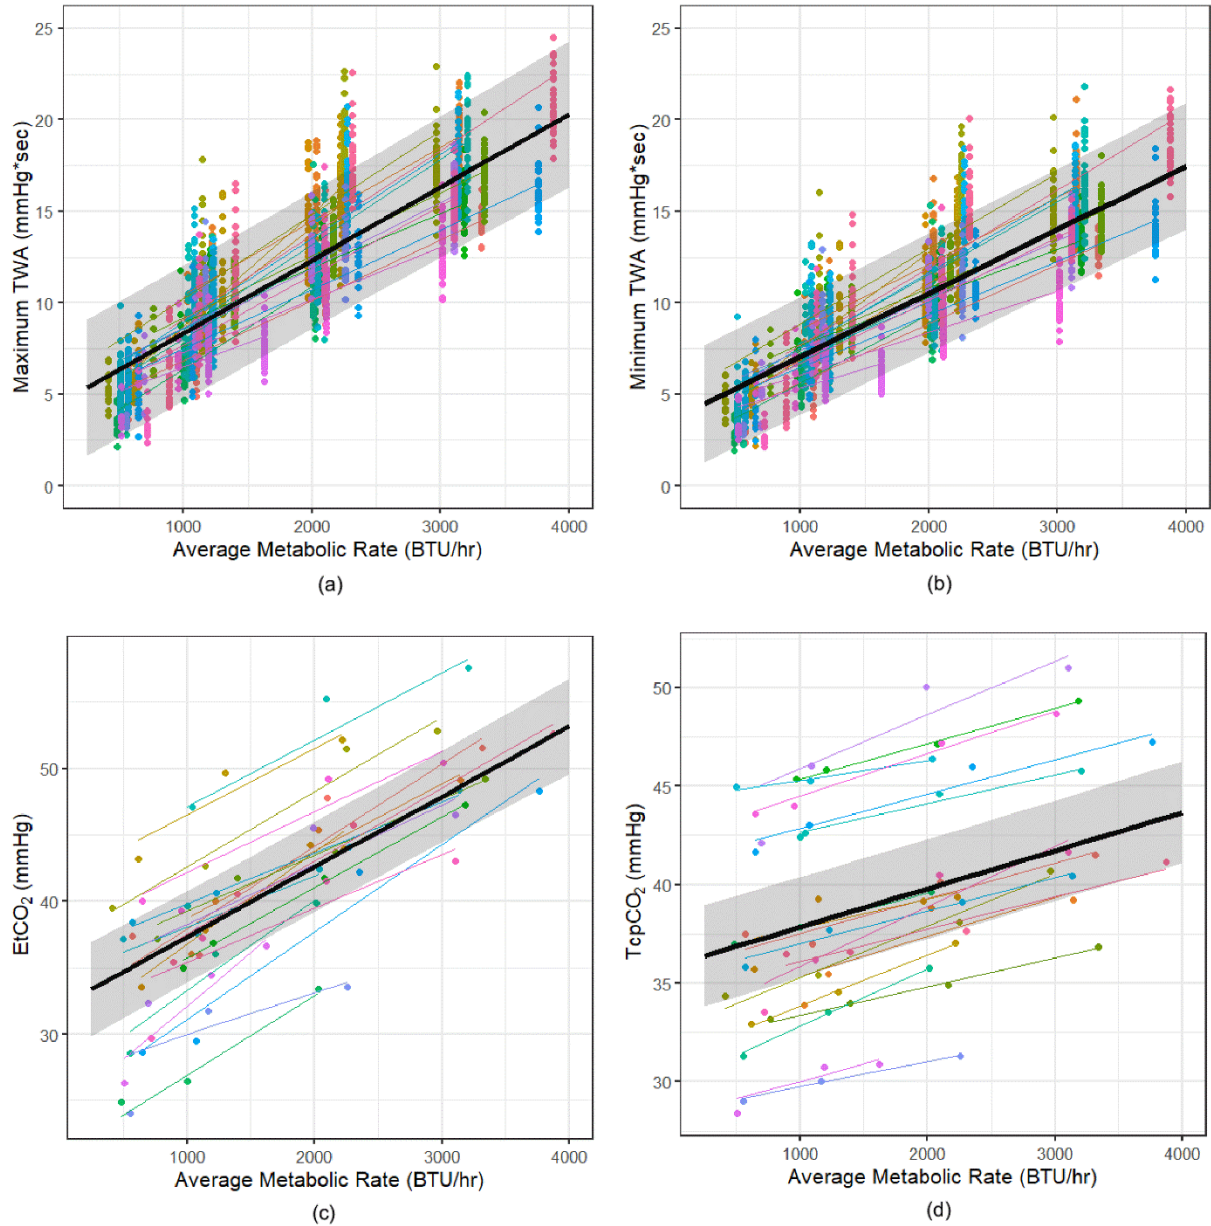 25
20
15
10
5
0
Maximum TWA (mmHg*sec)
1000 2000 3000 4000
Average Metabolic Rate (BTU/hr)
(a)
25
20
15
10
5
0
Minimum TWA (mmHg*sec)
1000 2000 3000 4000
Average Metabolic Rate (BTU/hr)
(b)
50
40
30
EtCO₂ (mmHg)
1000 2000 3000 4000
Average Metabolic Rate (BTU/hr)
(c)
50
45
40
35
30
TcpCO₂ (mmHg)
1000 2000 3000 4000
Average Metabolic Rate (BTU/hr)
(d)